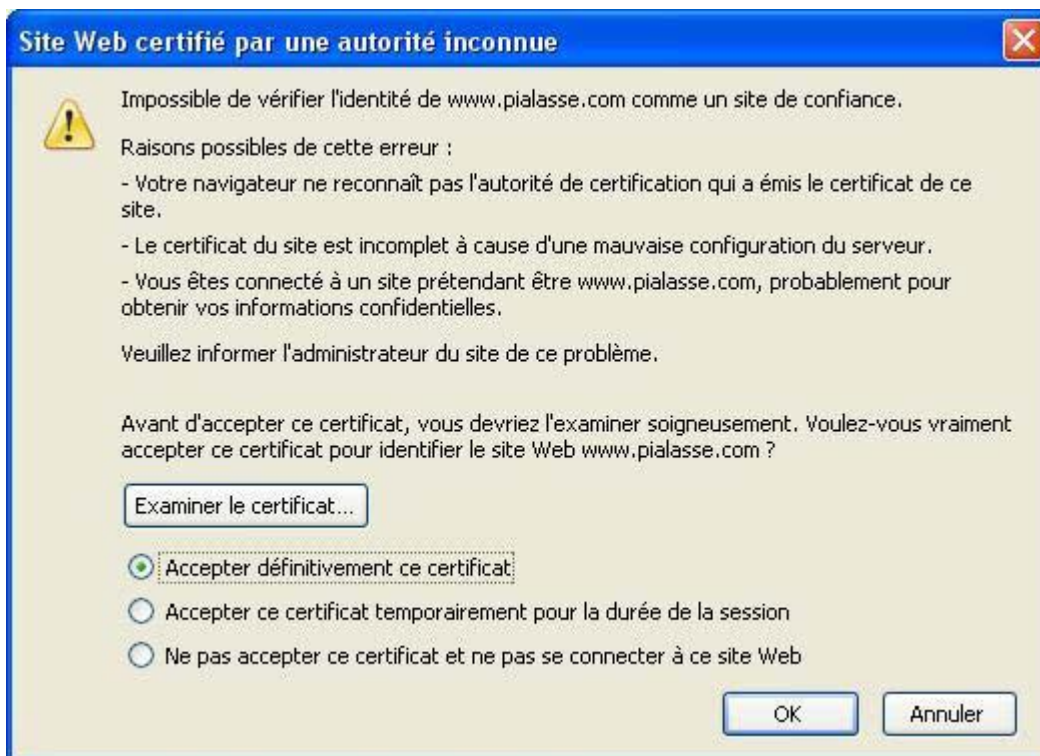 Site Web certifié par une autorité inconnue
Impossible de vérifier l'identité de www.pialasse.com comme un site de confiance.
Raisons possibles de cette erreur :
- Votre navigateur ne reconnaît pas l'autorité de certification qui a émis le certificat de ce
site.
- Le certificat du site est incomplet à cause d'une mauvaise configuration du serveur.
- Vous êtes connecté à un site prétendant être www.pialasse.com, probablement pour
obtenir vos informations confidentielles.
Veuillez informer l'administrateur du site de ce problème.
Avant d'accepter ce certificat, vous devriez l'examiner soigneusement. Voulez-vous vraiment
accepter ce certificat pour identifier le site Web www.pialasse.com ?
Examiner le certificat...
Accepter définitivement ce certificat
Accepter ce certificat temporairement pour la durée de la session
Ne pas accepter ce certificat et ne pas se connecter à ce site Web
OK Annuler